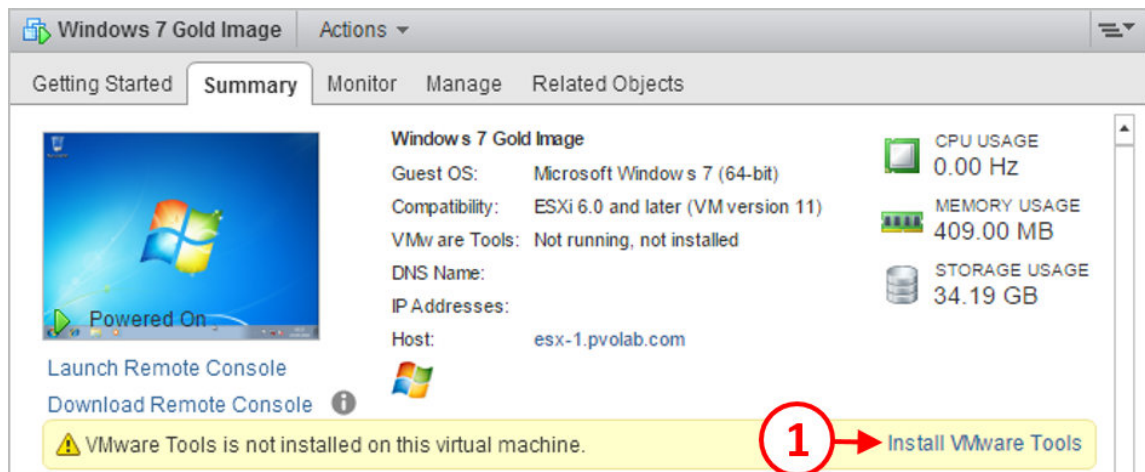 Windows 7 Gold Image Actions
Getting Started Summary Monitor Manage Related Objects
Windows 7 Gold Image
Guest OS: Microsoft Windows 7 (64-bit)
Compatibility: ESXi 6.0 and later (VM version 11)
VMware Tools: Not running, not installed
DNS Name:
IP Addresses:
Host: esx-1.pvolab.com
CPU USAGE
0.00 Hz
MEMORY USAGE
409.00 MB
STORAGE USAGE
34.19 GB
Powered On
Launch Remote Console
Download Remote Console
VMware Tools is not installed on this virtual machine. 1 Install VMware Tools